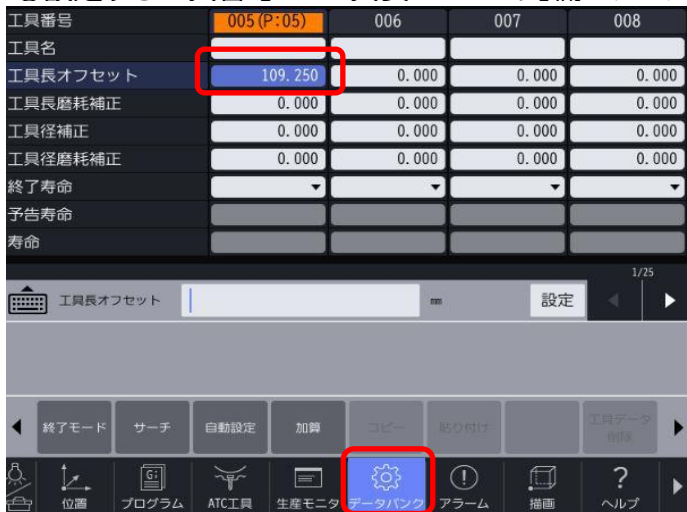 工具番号 005(P:05) 006 007 008
工具名
工具長オフセット 109.250 0.000 0.000 0.000
工具長磨耗補正 0.000 0.000 0.000 0.000
工具径補正 0.000 0.000 0.000 0.000
工具径磨耗補正 0.000 0.000 0.000 0.000
終了寿命
予告寿命
寿命
1/25
工具長オフセット mm 設定
終了モード サーチ 自動設定 加算 コピー 貼り付け 工具データ
削除
位置 プログラム ATC工具 生産モニタ データバンク アラーム 描画 ヘルプ